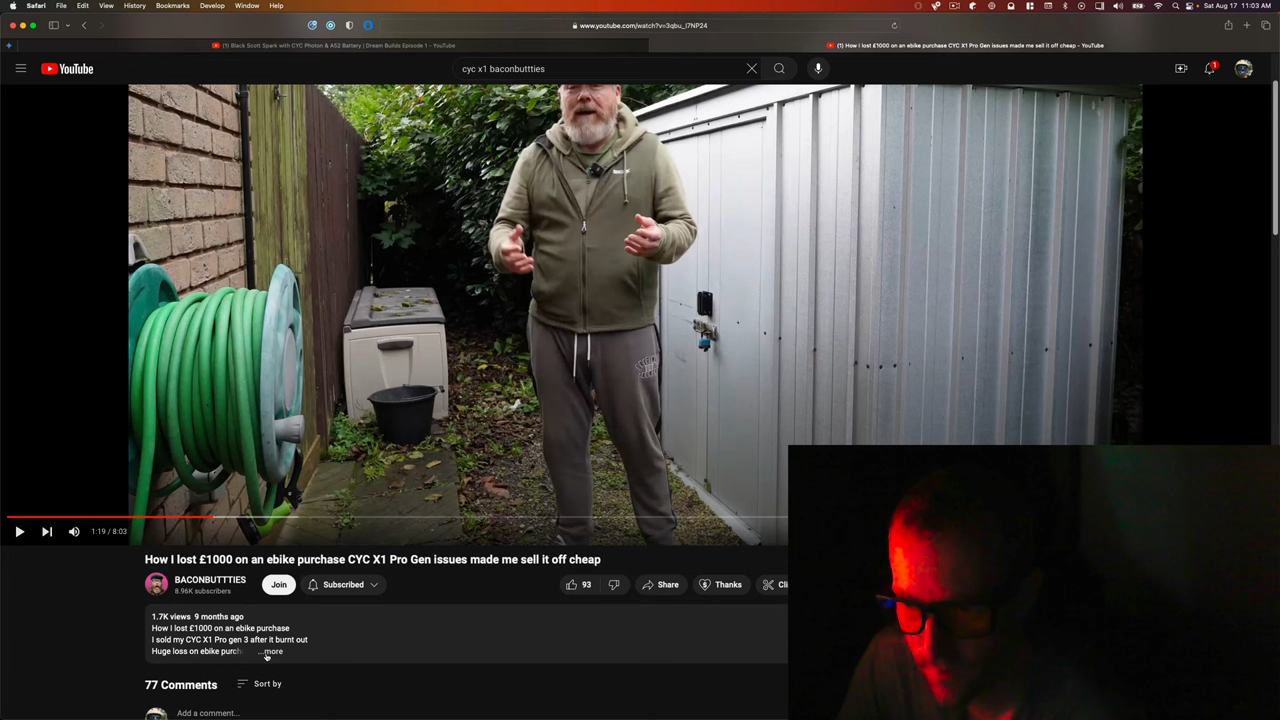 Safari File Edit View History Bookmarks Develop Window Help
Sat Aug 17 11:03 AM
www.youtube.com/watch?v=3qbu_I7NP24
(1) Black Scott Spark with CYC Photon & A52 Battery | Dream Builds Episode 1 - YouTube
(1) How I lost £1000 on an ebike purchase CYC X1 Pro Gen issues made me sell it off cheap - YouTube
YouTube
cyc x1 baconbuttties
1
1:19 / 8:03
How I lost £1000 on an ebike purchase CYC X1 Pro Gen issues made me sell it off cheap
BACONBUTTTIES
8.96K subscribers
Join
Subscribed
93
Share
Thanks
Cli
1.7K views 9 months ago
How I lost £1000 on an ebike purchase
I sold my CYC X1 Pro gen 3 after it burnt out
Huge loss on ebike purch ...more
77 Comments
Sort by
Add a comment...